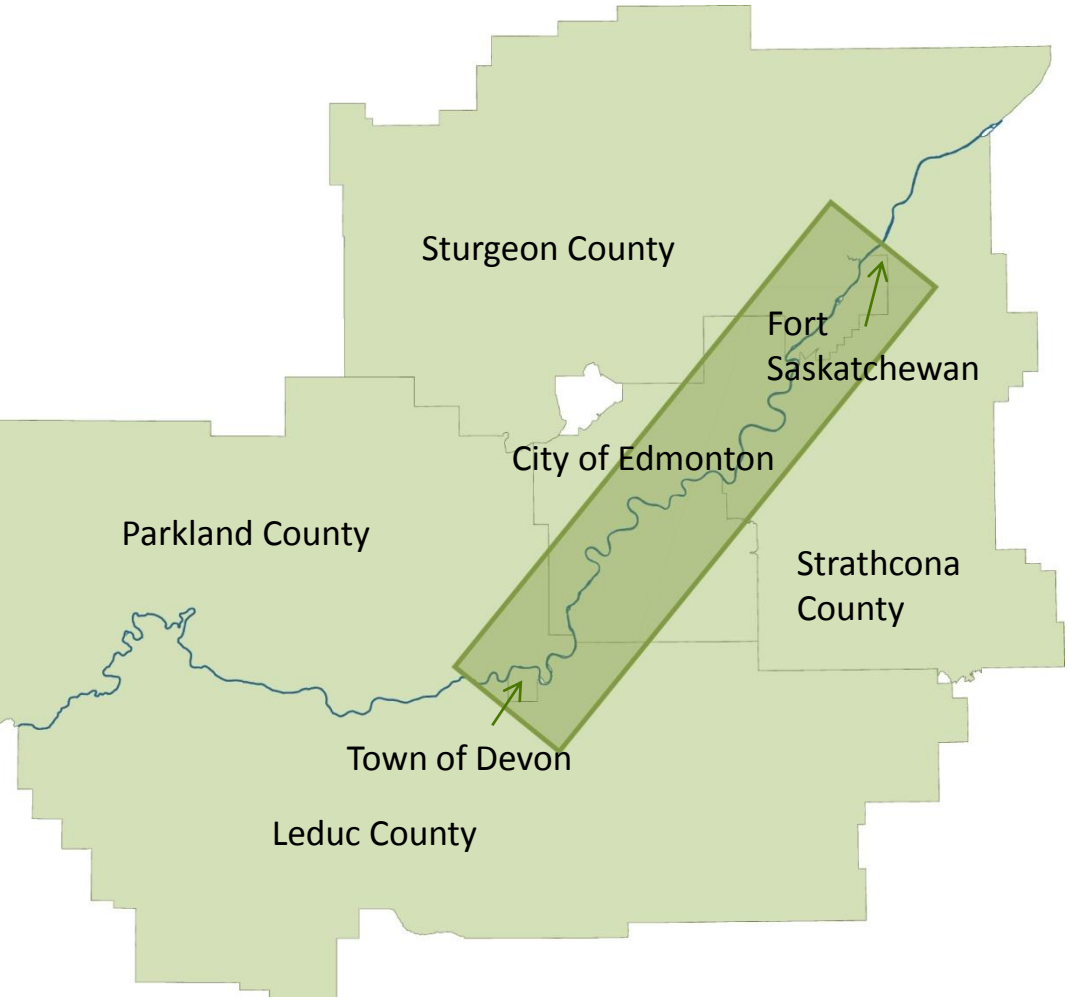 Sturgeon County
Fort
Saskatchewan
City of Edmonton
Parkland County
Strathcona
County
Town of Devon
Leduc County